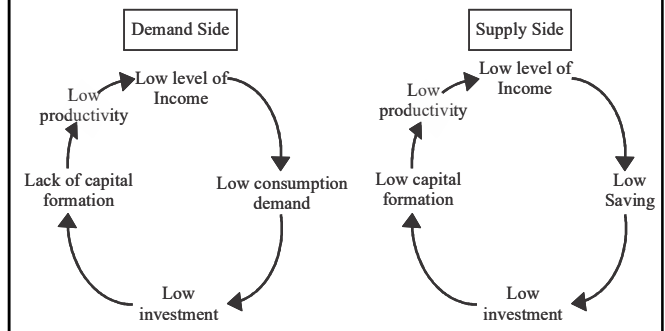 Demand Side
Low level of
Income
Low consumption
demand
Low
investment
Lack of capital
formation
Low
productivity
Supply Side
Low level of
Income
Low
Saving
Low
investment
Low capital
formation
Low
productivity